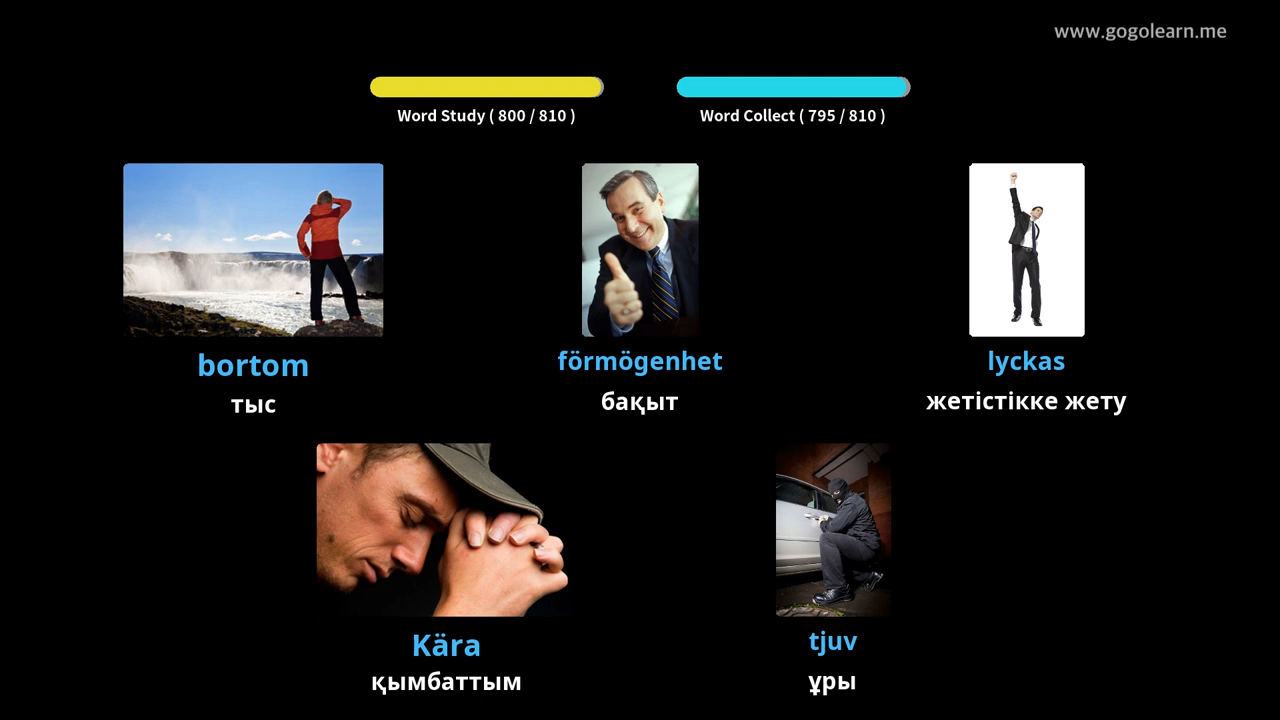 www.gogolearn.me
Word Study ( 800 / 810 )
Word Collect ( 795 / 810 )
bortom
förmögenhet
lyckas
тыс
бақыт
жетістікке жету
Kära
tjuv
қымбаттым
ұры